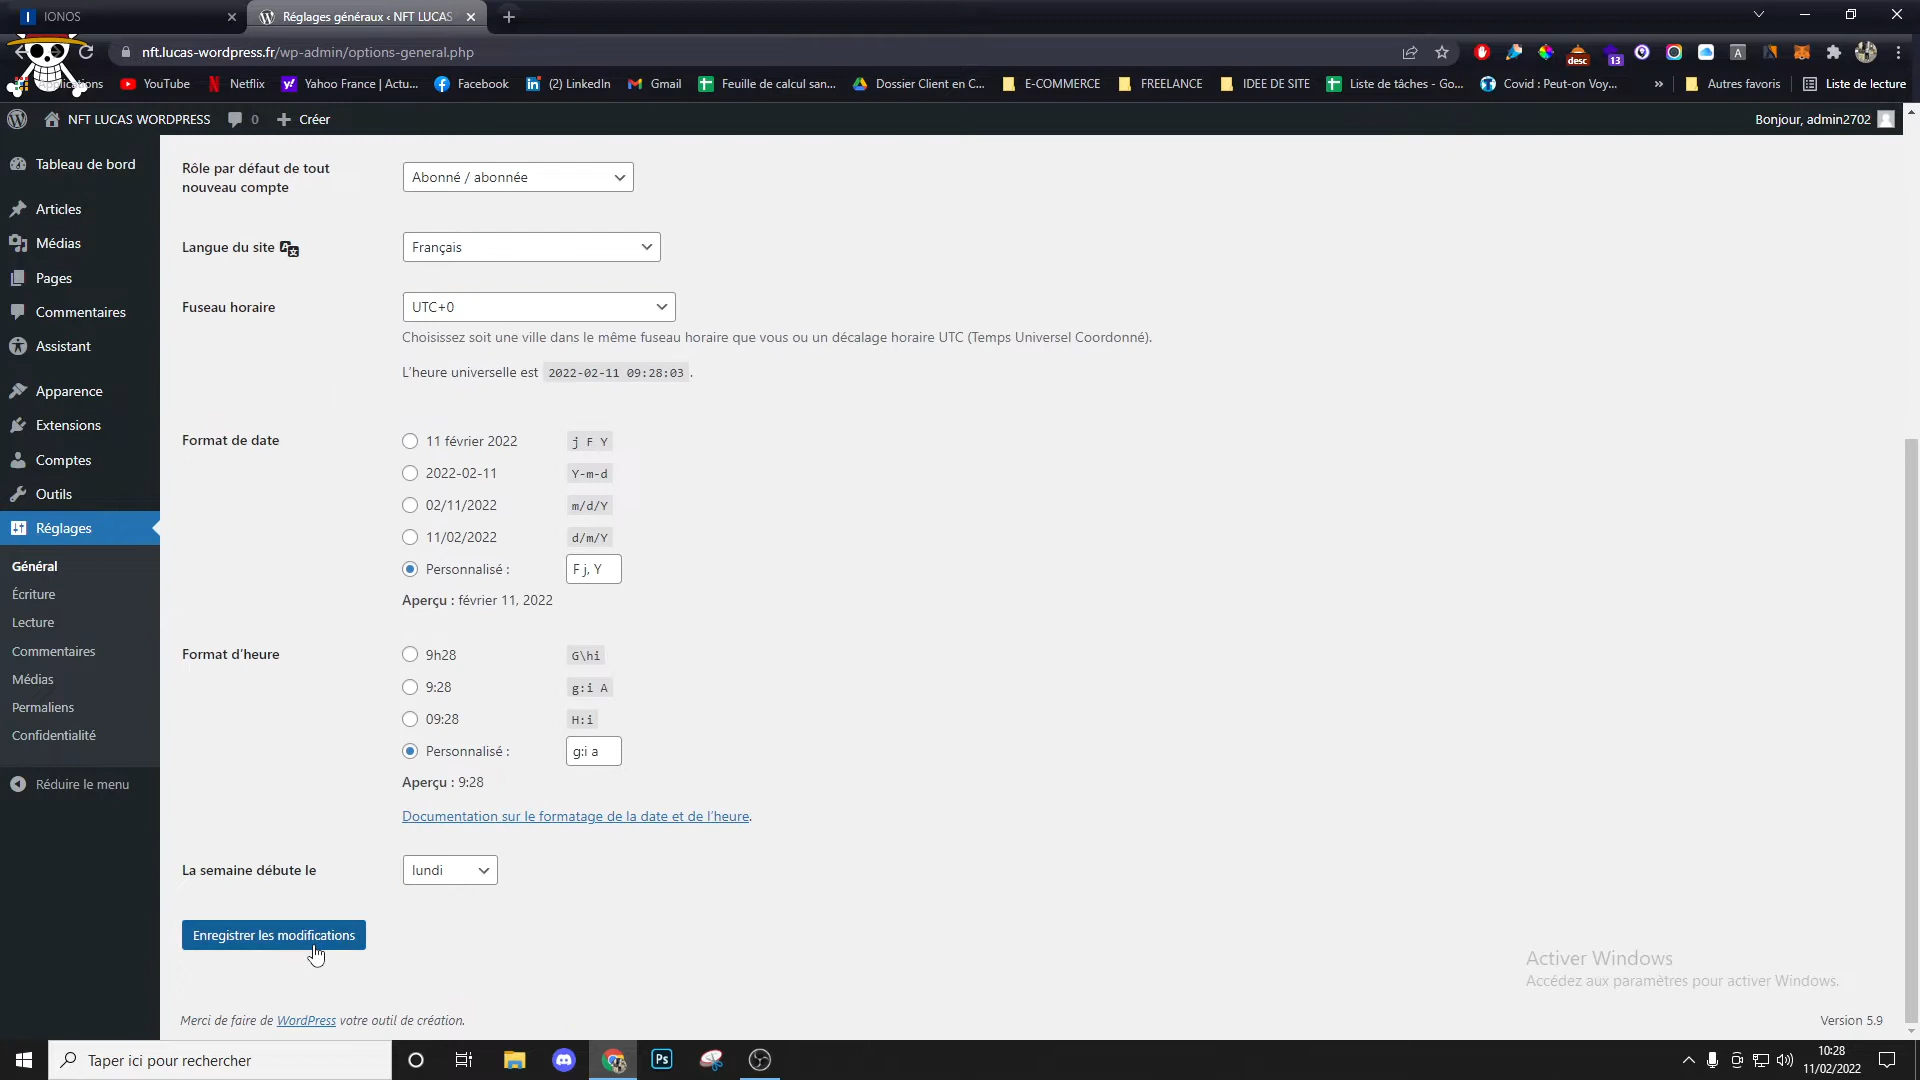 IONOS
Réglages généraux ‹ NFT LUCAS
nft.lucas-wordpress.fr/wp-admin/options-general.php
desc
13
A
Applications
YouTube
Netflix
Yahoo France | Actu...
Facebook
(2) LinkedIn
Gmail
Feuille de calcul san...
Dossier Client en C...
E-COMMERCE
FREELANCE
IDEE DE SITE
Liste de tâches - Go...
Covid : Peut-on Voy...
»
Autres favoris
Liste de lecture
NFT LUCAS WORDPRESS
0
Créer
Bonjour, admin2702
Tableau de bord
Articles
Médias
Pages
Commentaires
Assistant
Apparence
Extensions
Comptes
Outils
Réglages
Général
Écriture
Lecture
Commentaires
Médias
Permaliens
Confidentialité
Réduire le menu
Rôle par défaut de tout
nouveau compte
Abonné / abonnée
Langue du site
Français
Fuseau horaire
UTC+0
Choisissez soit une ville dans le même fuseau horaire que vous ou un décalage horaire UTC (Temps Universel Coordonné).
L’heure universelle est 2022-02-11 09:28:03 .
Format de date
11 février 2022 j F Y
2022-02-11 Y-m-d
02/11/2022 m/d/Y
11/02/2022 d/m/Y
Personnalisé : F j, Y
Aperçu : février 11, 2022
Format d’heure
9h28 G\hi
9:28 g:i A
09:28 H:i
Personnalisé : g:i a
Aperçu : 9:28
Documentation sur le formatage de la date et de l’heure.
La semaine débute le
lundi
Enregistrer les modifications
Activer Windows
Accédez aux paramètres pour activer Windows.
Merci de faire de WordPress votre outil de création.
Version 5.9
Taper ici pour rechercher
Ps
10:28
11/02/2022